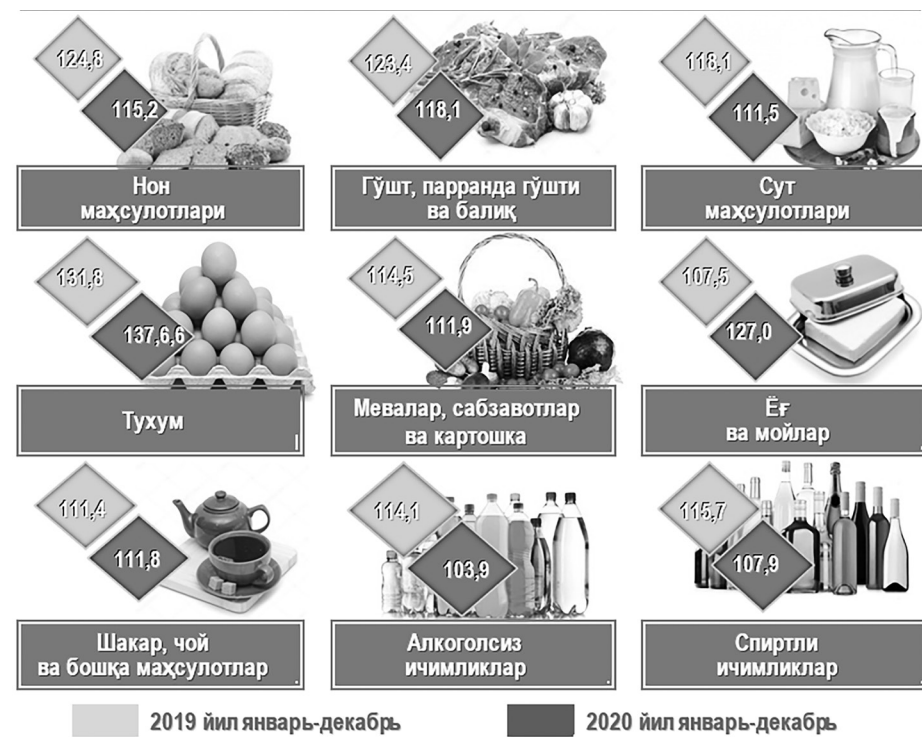 124,8
115,2
Нон
маҳсулотлари
123,4
118,1
Гўшт, парранда гўшти
ва балиқ
118,1
111,5
Сут
маҳсулотлари
131,8
137,6,6
Тухум
114,5
111,9
Мевалар, сабзавотлар
ва картошка
107,5
127,0
Ёғ
ва мойлар
111,4
111,8
Шакар, чой
ва бошқа маҳсулотлар
114,1
103,9
Алкоголсиз
ичимликлар
115,7
107,9
Спиртли
ичимликлар
2019 йил январь-декабрь
2020 йил январь-декабрь